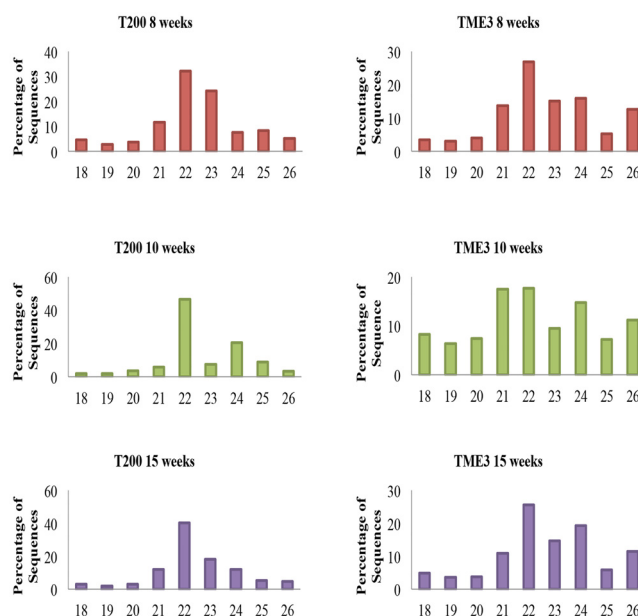 T200 8 weeks
Percentage of
Sequences
40
30
20
10
0
18 19 20 21 22 23 24 25 26
TME3 8 weeks
Percentage of
Sequences
30
20
10
0
18 19 20 21 22 23 24 25 26
T200 10 weeks
Percentage of
Sequences
60
40
20
0
18 19 20 21 22 23 24 25 26
TME3 10 weeks
Percentage of
Sequence
20
10
0
18 19 20 21 22 23 24 25 26
T200 15 weeks
Percentage of
Sequences
60
40
20
0
18 19 20 21 22 23 24 25 26
TME3 15 weeks
Percentage of
Sequences
30
20
10
0
18 19 20 21 22 23 24 25 26